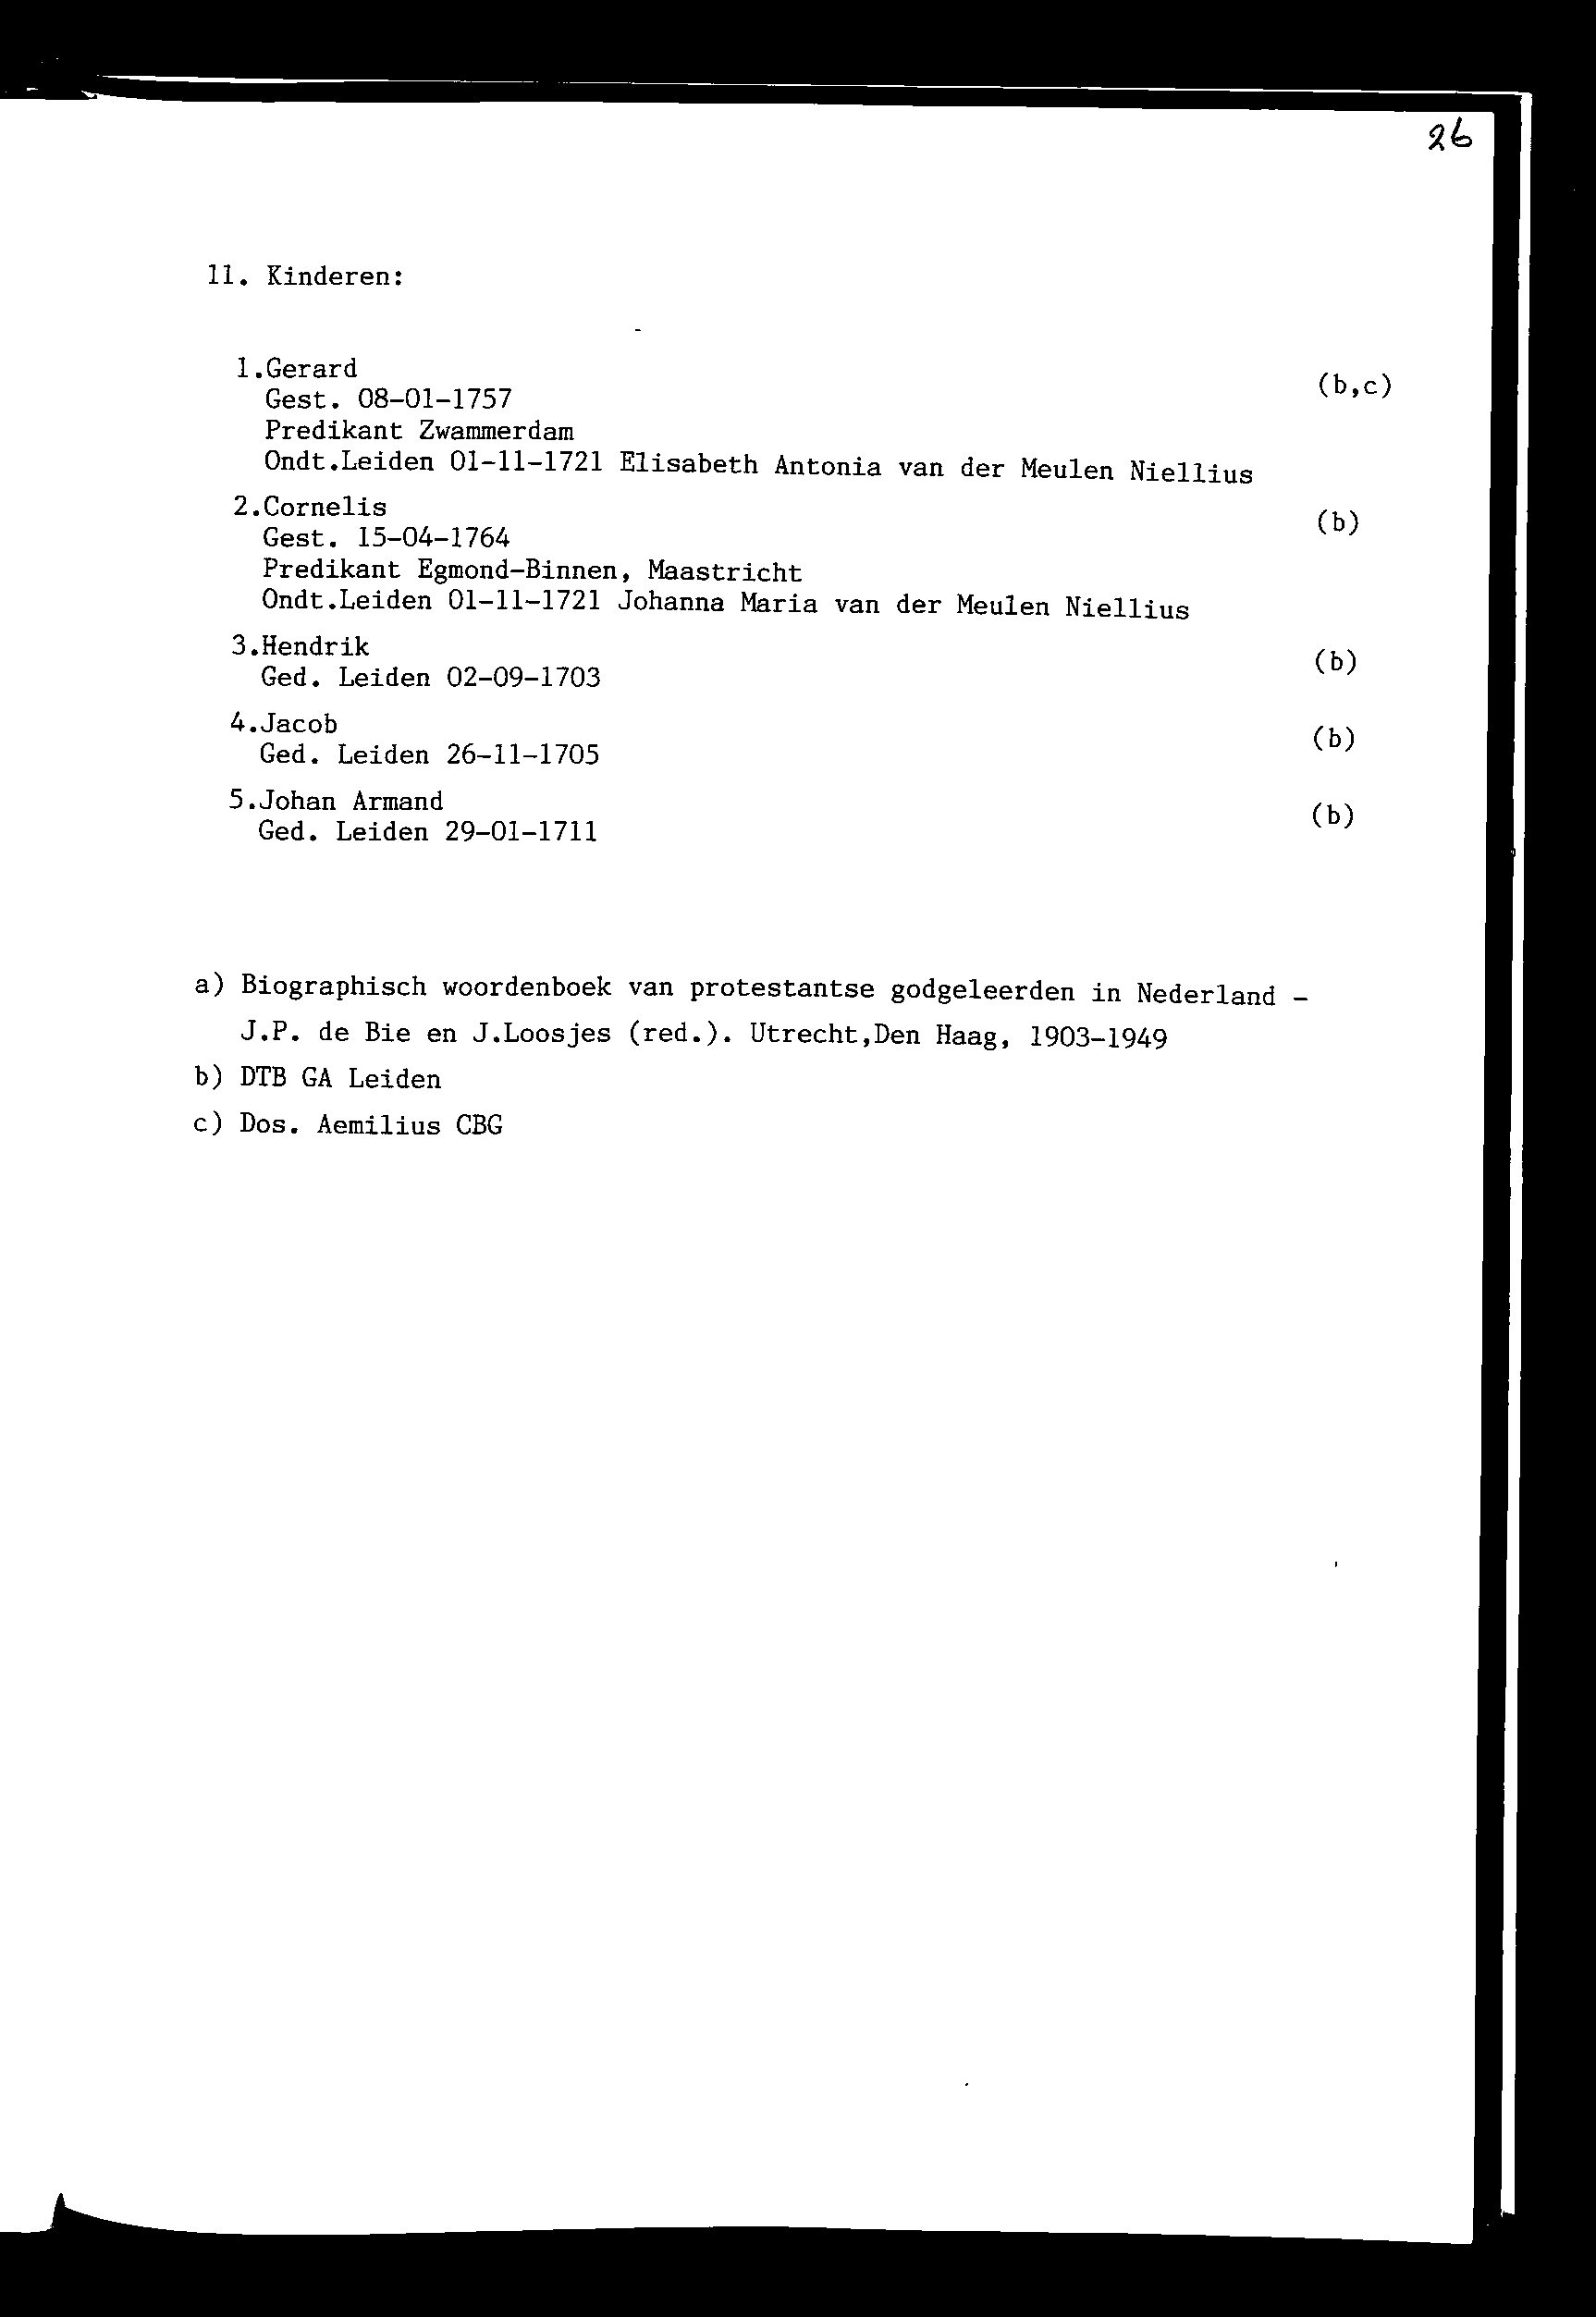 26
11. Kinderen:
1.Gerard (b,c)
Gest. 08-01-1757
Predikant Zwammerdam
Ondt.Leiden 01-11-1721 Elisabeth Antonia van der Meulen Niellius
2.Cornelis (b)
Gest. 15-04-1764
Predikant Egmond-Binnen, Maastricht
Ondt.Leiden 01-11-1721 Johanna Maria van der Meulen Niellius
3.Hendrik (b)
Ged. Leiden 02-09-1703
4.Jacob (b)
Ged. Leiden 26-11-1705
5.Johan Armand (b)
Ged. Leiden 29-01-1711
a) Biographisch woordenboek van protestantse godgeleerden in Nederland -
J.P. de Bie en J.Loosjes (red.). Utrecht,Den Haag, 1903-1949
b) DTB GA Leiden
c) Dos. Aemilius CBG